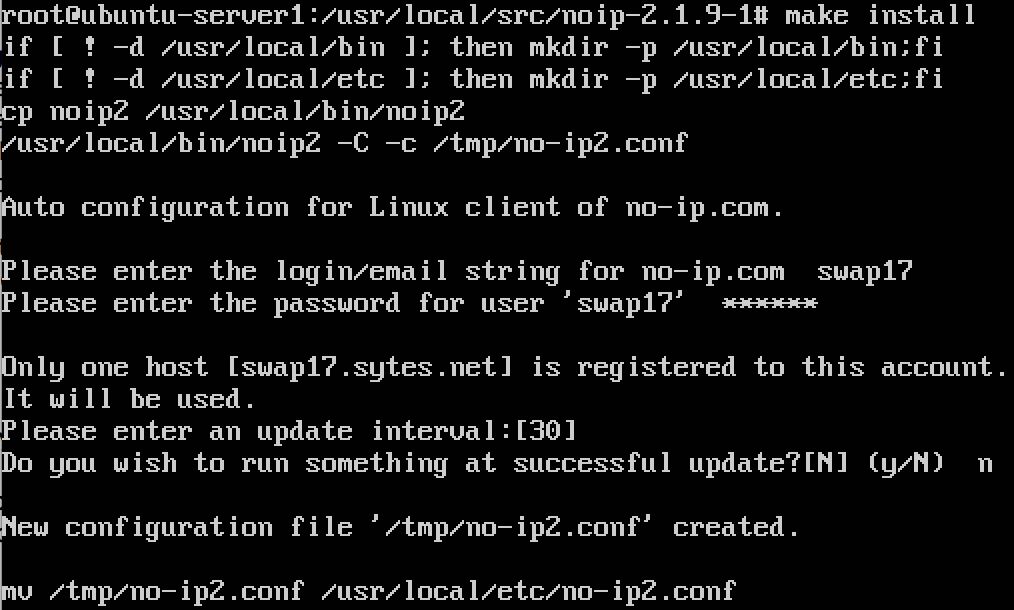 root@ubuntu-server1:/usr/local/src/noip-2.1.9-1# make install
if [ ! -d /usr/local/bin ]; then mkdir -p /usr/local/bin;fi
if [ ! -d /usr/local/etc ]; then mkdir -p /usr/local/etc;fi
cp noip2 /usr/local/bin/noip2
/usr/local/bin/noip2 -C -c /tmp/no-ip2.conf
Auto configuration for Linux client of no-ip.com.
Please enter the login/email string for no-ip.com  swap17
Please enter the password for user 'swap17'  ******
Only one host [swap17.sytes.net] is registered to this account.
It will be used.
Please enter an update interval:[30]
Do you wish to run something at successful update?[N] (y/N)  n
New configuration file '/tmp/no-ip2.conf' created.
mv /tmp/no-ip2.conf /usr/local/etc/no-ip2.conf